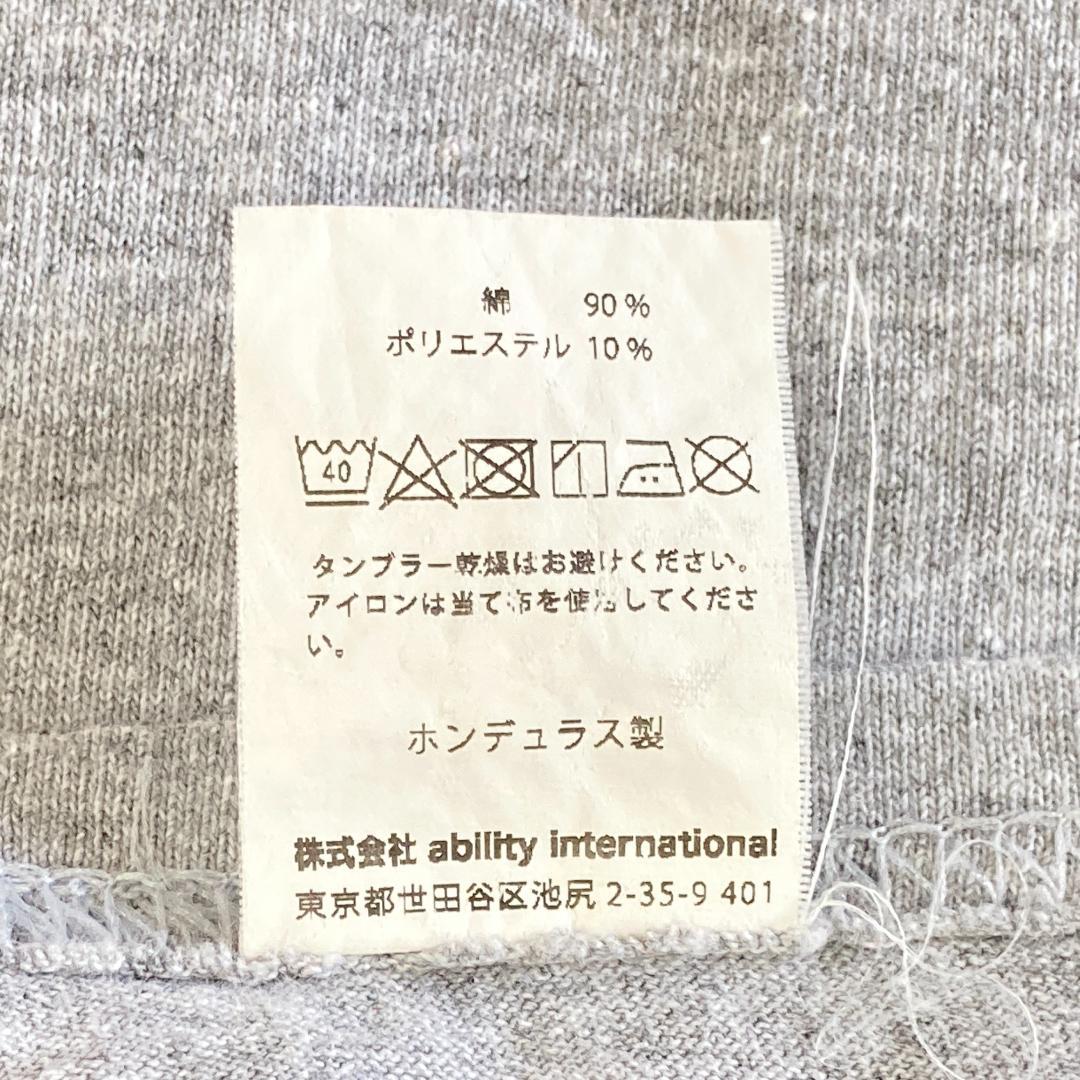 綿 90%
ポリエステル 10%
40
タンブラー乾燥はお避けください。
アイロンは当て布を使用してくださ
い。
ホンデュラス製
株式会社 ability international
東京都世田谷区池尻 2-35-9 401